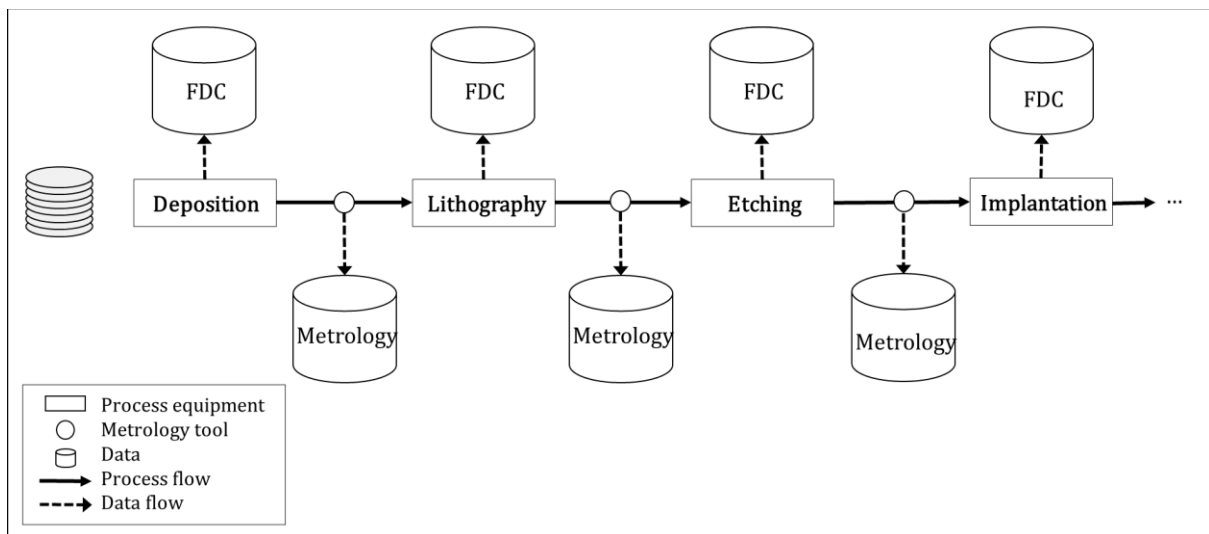 FDC
FDC
FDC
FDC
Deposition
Lithography
Etching
Implantation
...
Metrology
Metrology
Metrology
Process equipment
Metrology tool
Data
Process flow
Data flow